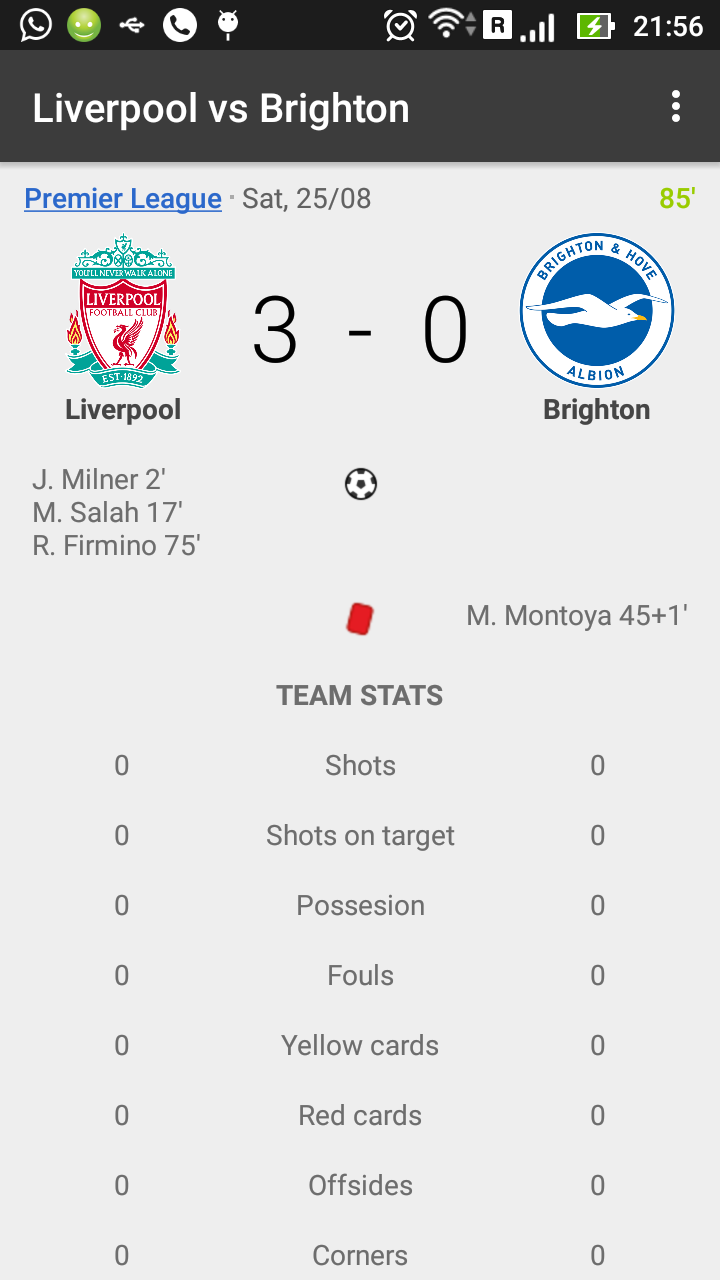 R 21:56
Liverpool vs Brighton
Premier League · Sat, 25/08 85'
YOU'LL NEVER WALK ALONE
LIVERPOOL
FOOTBALL CLUB
EST·1892
BRIGHTON & HOVE
ALBION
3 - 0
Liverpool Brighton
J. Milner 2'
M. Salah 17'
R. Firmino 75'
M. Montoya 45+1'
TEAM STATS
0 Shots 0
0 Shots on target 0
0 Possesion 0
0 Fouls 0
0 Yellow cards 0
0 Red cards 0
0 Offsides 0
0 Corners 0